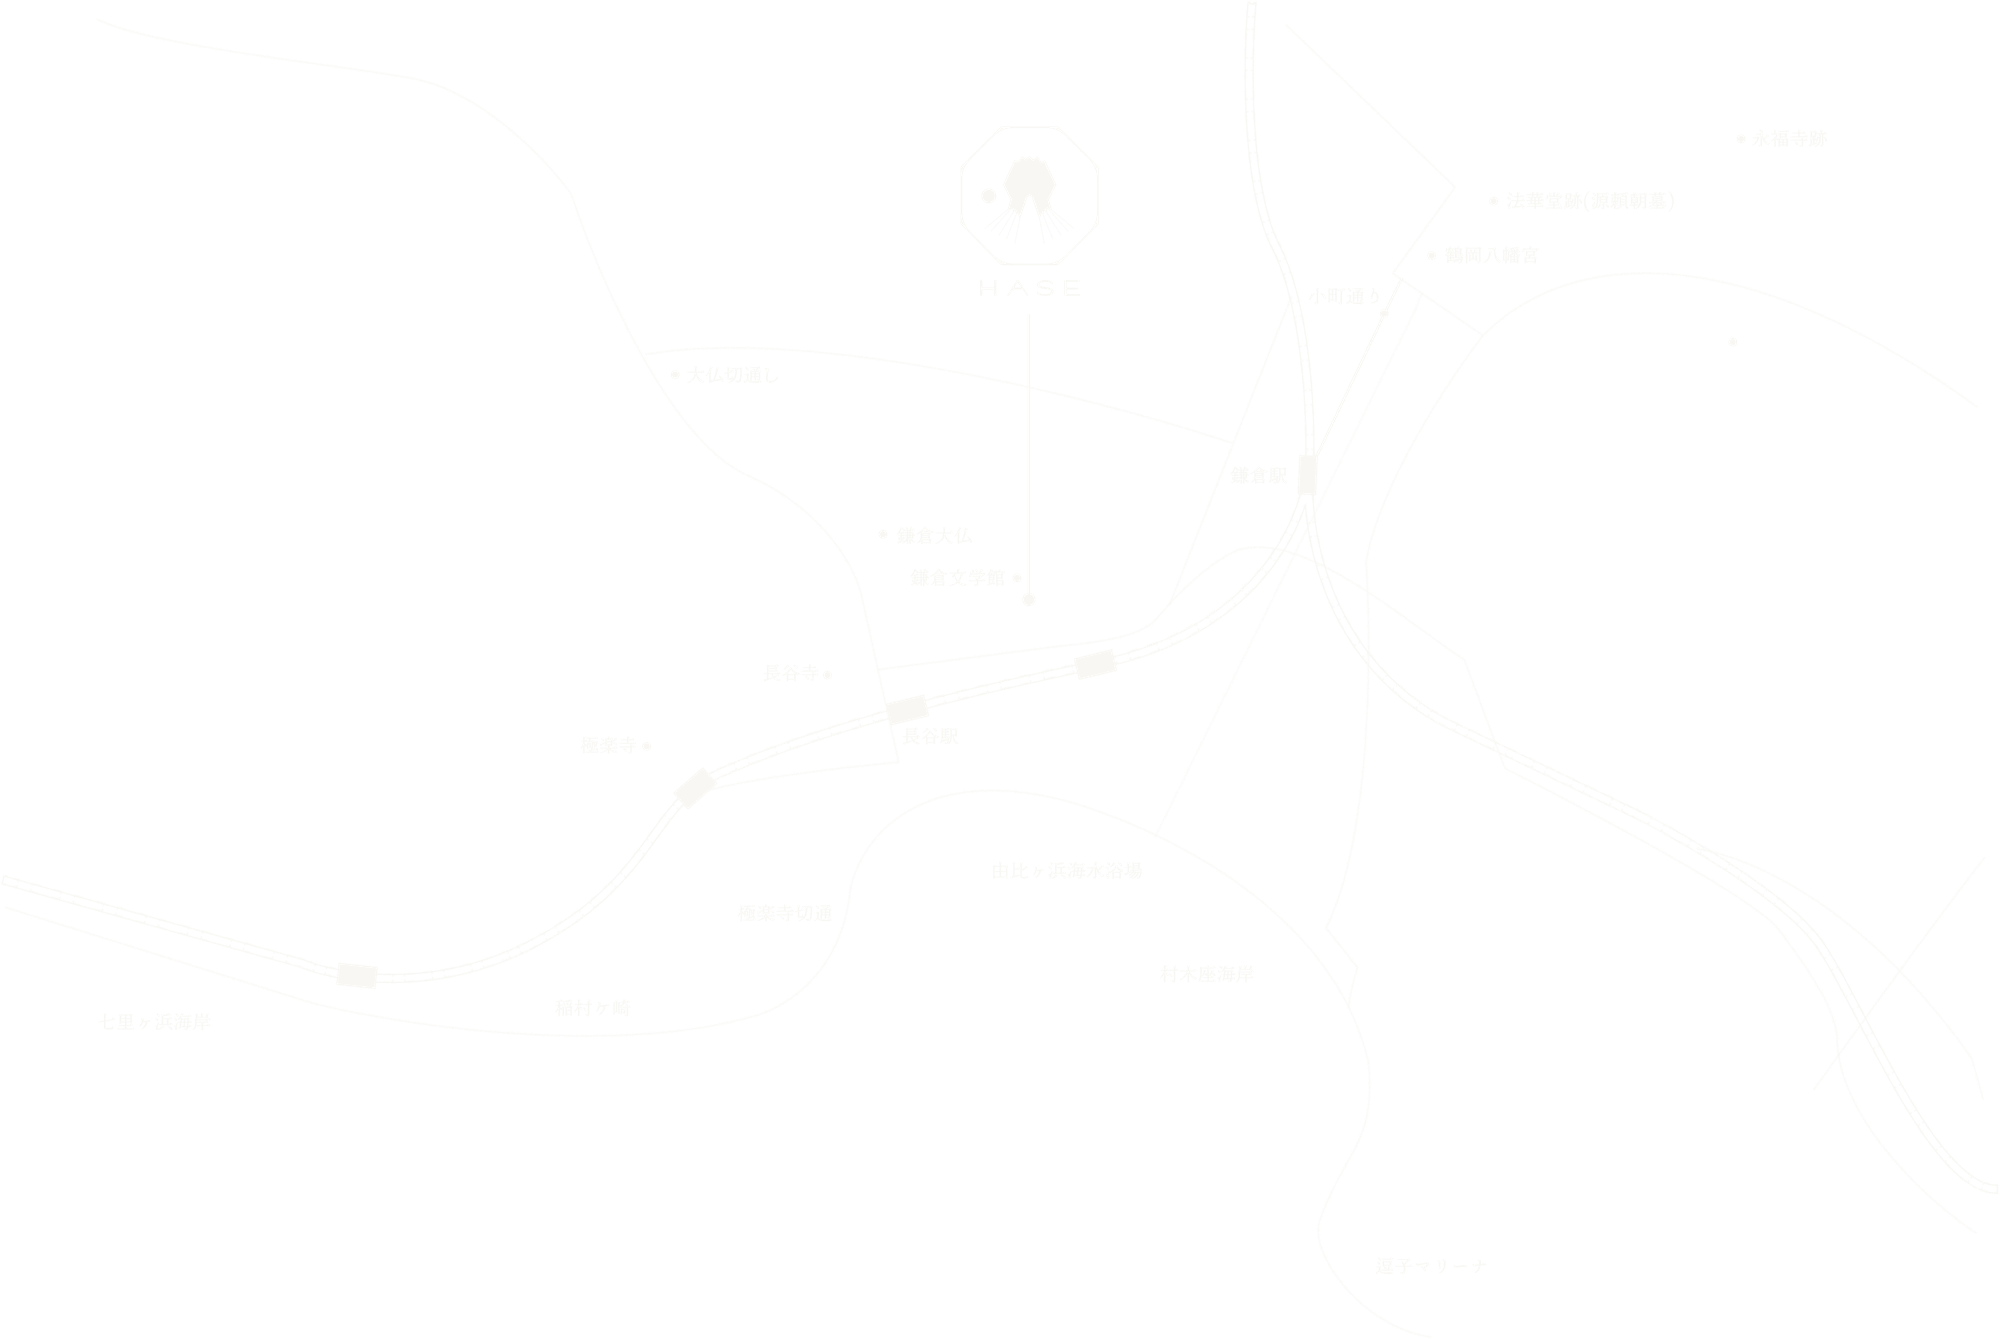 永福寺跡
法華堂跡(源頼朝墓)
鶴岡八幡宮
HASE
小町通り
大仏切通し
鎌倉駅
鎌倉大仏
鎌倉文学館
長谷寺
長谷駅
極楽寺
由比ヶ浜海水浴場
極楽寺切通
材木座海岸
稲村ケ崎
七里ヶ浜海岸
逗子マリーナ